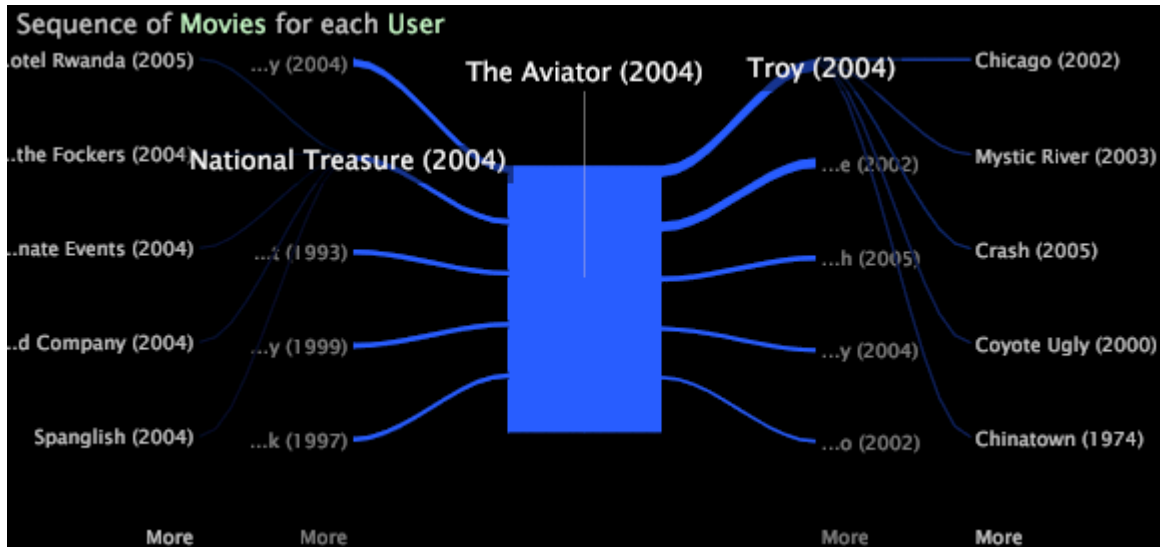 Sequence of Movies for each User
...otel Rwanda (2005)
...y (2004)
The Aviator (2004)
Troy (2004)
Chicago (2002)
...the Fockers (2004)
National Treasure (2004)
...e (2002)
Mystic River (2003)
...nate Events (2004)
...t (1993)
...h (2005)
Crash (2005)
...d Company (2004)
...y (1999)
...y (2004)
Coyote Ugly (2000)
Spanglish (2004)
...k (1997)
...o (2002)
Chinatown (1974)
More
More
More
More